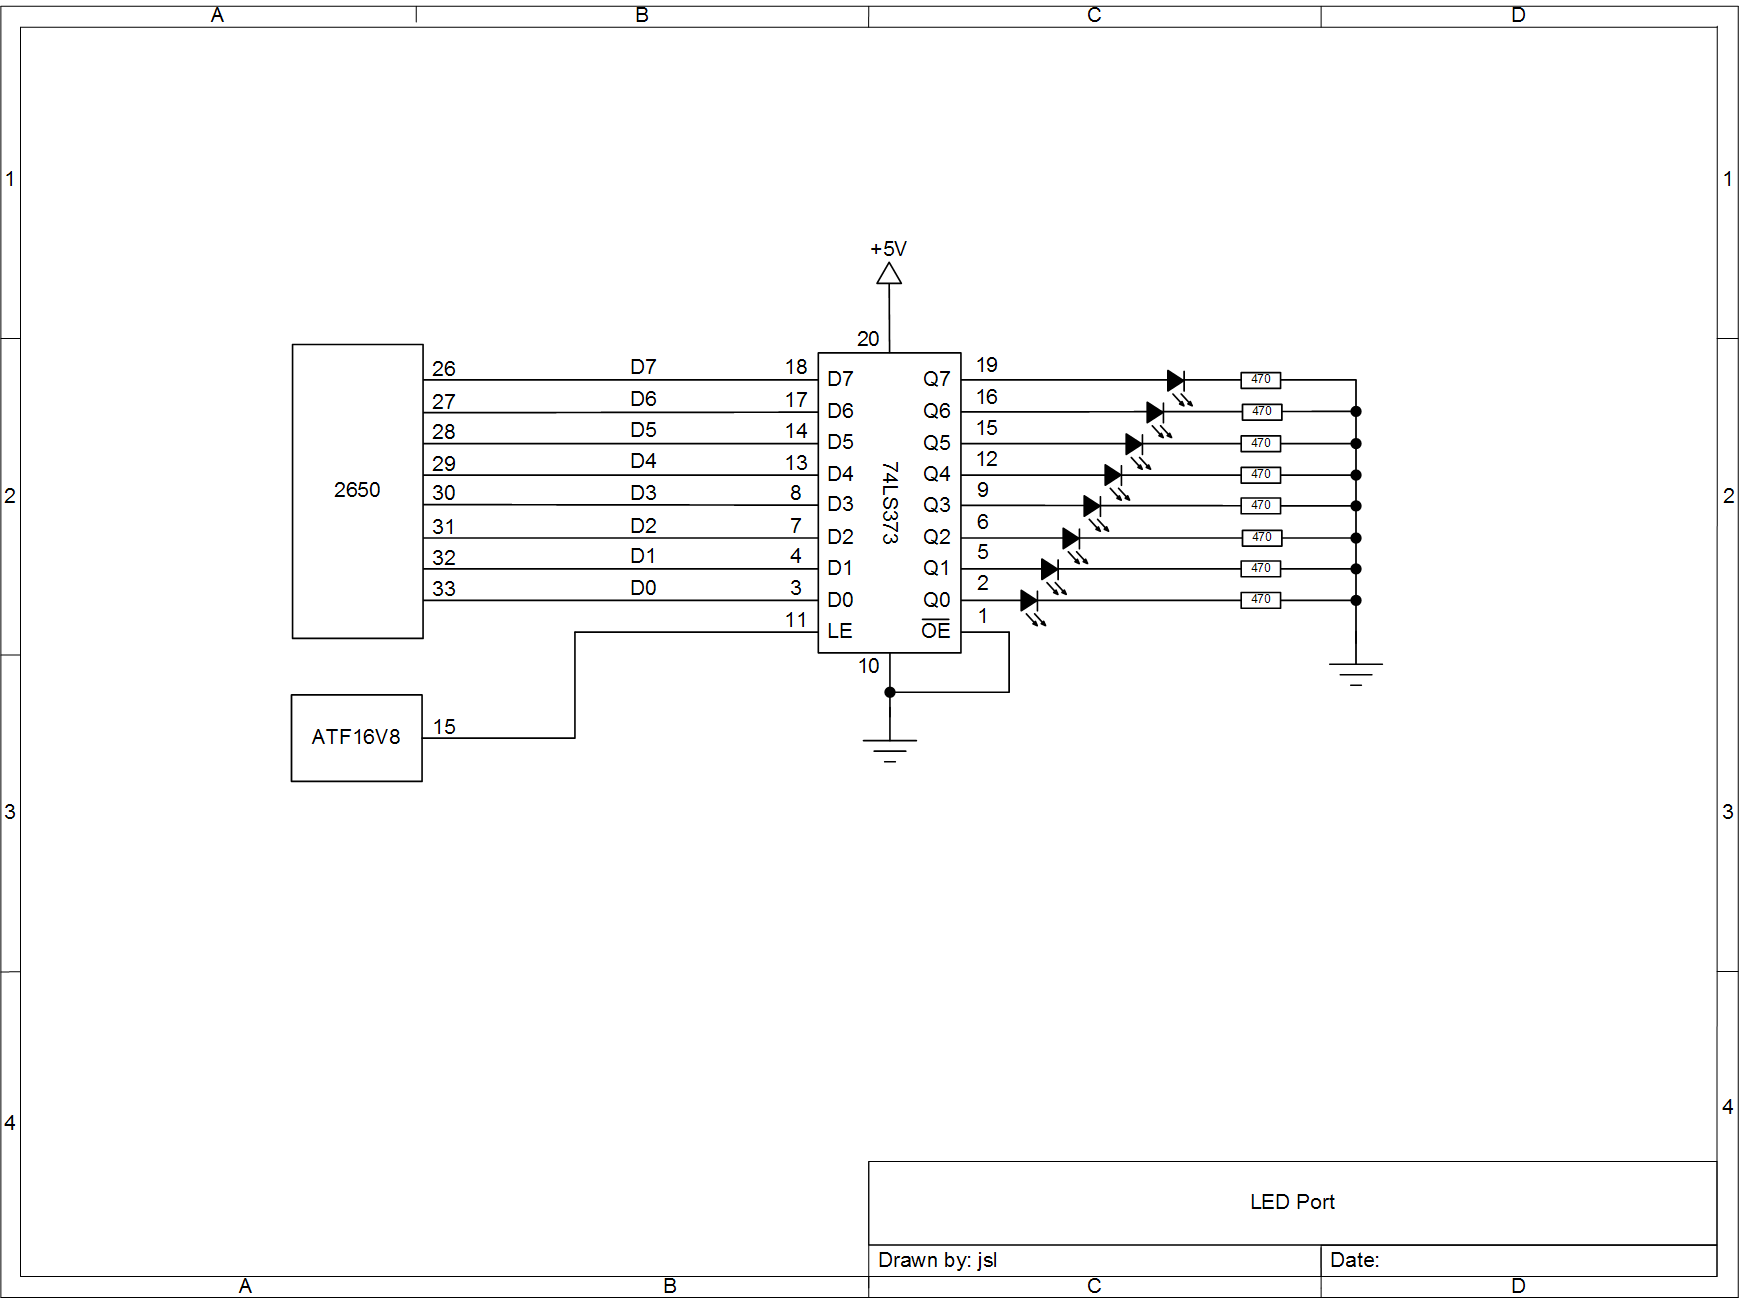 A B C D
1 1
+5V
20
26 D7 18 D7 Q7 19 470
27 D6 17 D6 Q6 16 470
28 D5 14 D5 Q5 15 470
29 D4 13 D4 Q4 12 470
2 2650 74LS373 2
30 D3 8 D3 Q3 9 470
31 D2 7 D2 Q2 6 470
32 D1 4 D1 Q1 5 470
33 D0 3 D0 Q0 2 470
11 LE OE 1
10
ATF16V8 15
3 3
4 4
LED Port
Drawn by: jsl Date:
A B C D